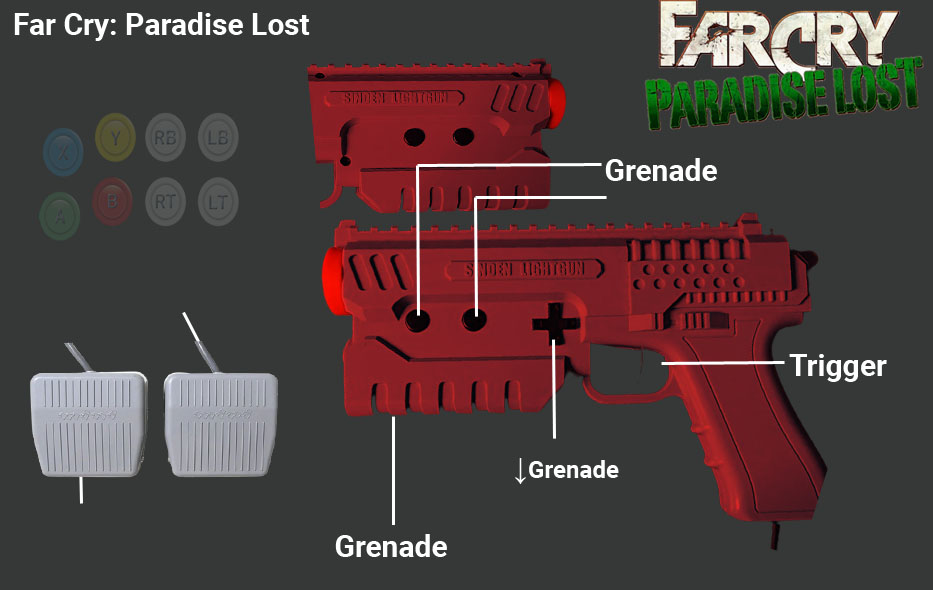 Far Cry: Paradise Lost
FARCRY
PARADISE LOST
SINDEN LIGHTGUN
X
Y
RB
LB
A
B
RT
LT
Grenade
SINDEN LIGHTGUN
Trigger
↓Grenade
Grenade